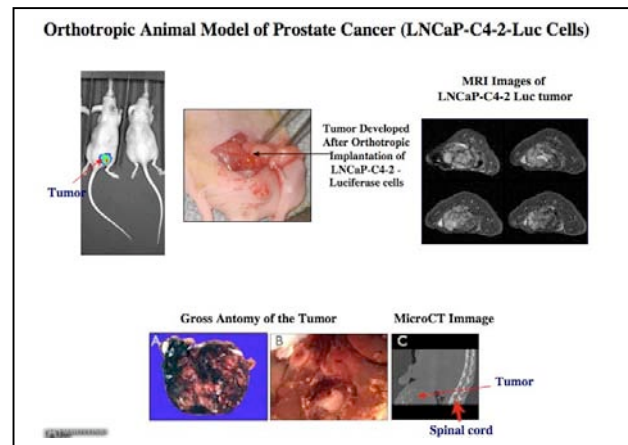 Orthotropic Animal Model of Prostate Cancer (LNCaP-C4-2-Luc Cells)
MRI Images of
LNCaP-C4-2 Luc tumor
Tumor Developed
After Orthotropic
Implantation of
LNCaP-C4-2 -
Luciferase cells
Tumor
Gross Antomy of the Tumor
MicroCT Immage
A
B
C
Tumor
Spinal cord